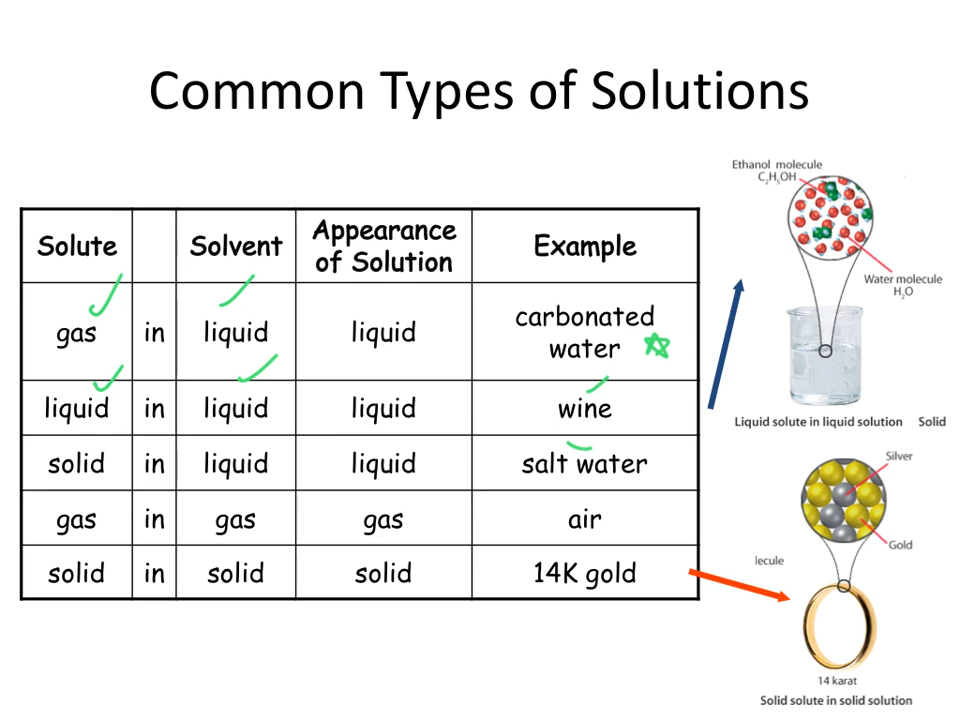 Common Types of Solutions
Solute Solvent Appearance of Solution Example
gas in liquid liquid carbonated water
liquid in liquid liquid wine
solid in liquid liquid salt water
gas in gas gas air
solid in solid solid 14K gold
Ethanol molecule
C₂H₅OH
Water molecule
H₂O
Liquid solute in liquid solution Solid
Silver
Gold
lecule
14 karat
Solid solute in solid solution